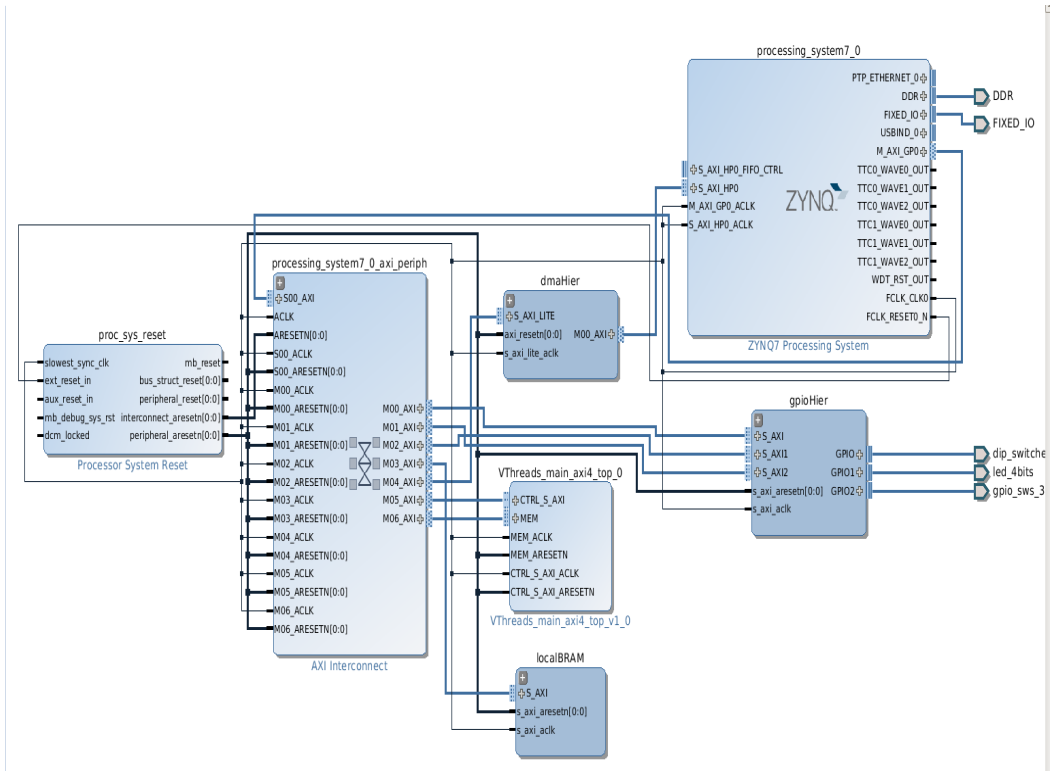 processing_system7_0
PTP_ETHERNET_0
DDR
FIXED_IO
USBIND_0
M_AXI_GP0
TTC0_WAVE0_OUT
TTC0_WAVE1_OUT
TTC0_WAVE2_OUT
TTC1_WAVE0_OUT
TTC1_WAVE1_OUT
TTC1_WAVE2_OUT
WDT_RST_OUT
FCLK_CLK0
FCLK_RESET0_N
S_AXI_HP0_FIFO_CTRL
S_AXI_HP0
M_AXI_GP0_ACLK
S_AXI_HP0_ACLK
ZYNQ
ZYNQ7 Processing System
DDR
FIXED_IO
processing_system7_0_axi_periph
S00_AXI
ACLK
ARESETN[0:0]
S00_ACLK
S00_ARESETN[0:0]
M00_ACLK
M00_ARESETN[0:0]
M01_ACLK
M01_ARESETN[0:0]
M02_ACLK
M02_ARESETN[0:0]
M03_ACLK
M03_ARESETN[0:0]
M04_ACLK
M04_ARESETN[0:0]
M05_ACLK
M05_ARESETN[0:0]
M06_ACLK
M06_ARESETN[0:0]
M00_AXI
M01_AXI
M02_AXI
M03_AXI
M04_AXI
M05_AXI
M06_AXI
AXI Interconnect
dmaHier
S_AXI_LITE
axi_resetn[0:0]
s_axi_lite_aclk
M00_AXI
proc_sys_reset
slowest_sync_clk
ext_reset_in
aux_reset_in
mb_debug_sys_rst
dcm_locked
mb_reset
bus_struct_reset[0:0]
peripheral_reset[0:0]
interconnect_aresetn[0:0]
peripheral_aresetn[0:0]
Processor System Reset
gpioHier
S_AXI
S_AXI1
S_AXI2
s_axi_aresetn[0:0]
s_axi_aclk
GPIO
GPIO1
GPIO2
dip_switche
led_4bits
gpio_sws_3
VThreads_main_axi4_top_0
CTRL_S_AXI
MEM
MEM_ACLK
MEM_ARESETN
CTRL_S_AXI_ACLK
CTRL_S_AXI_ARESETN
VThreads_main_axi4_top_v1_0
localBRAM
S_AXI
s_axi_aresetn[0:0]
s_axi_aclk